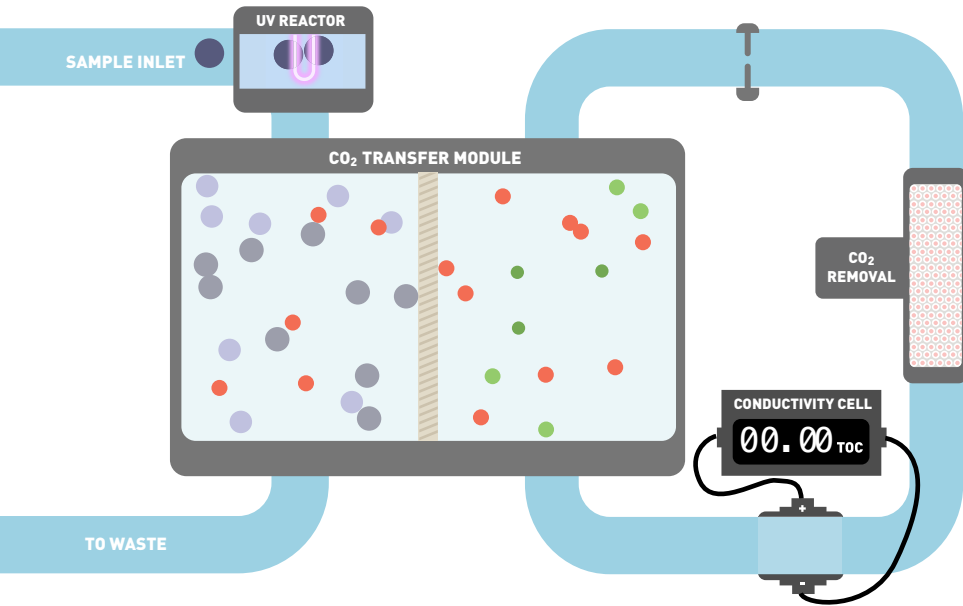 UV REACTOR
SAMPLE INLET
CO₂ TRANSFER MODULE
CO₂
REMOVAL
CONDUCTIVITY CELL
00.00 TOC
+
-
TO WASTE